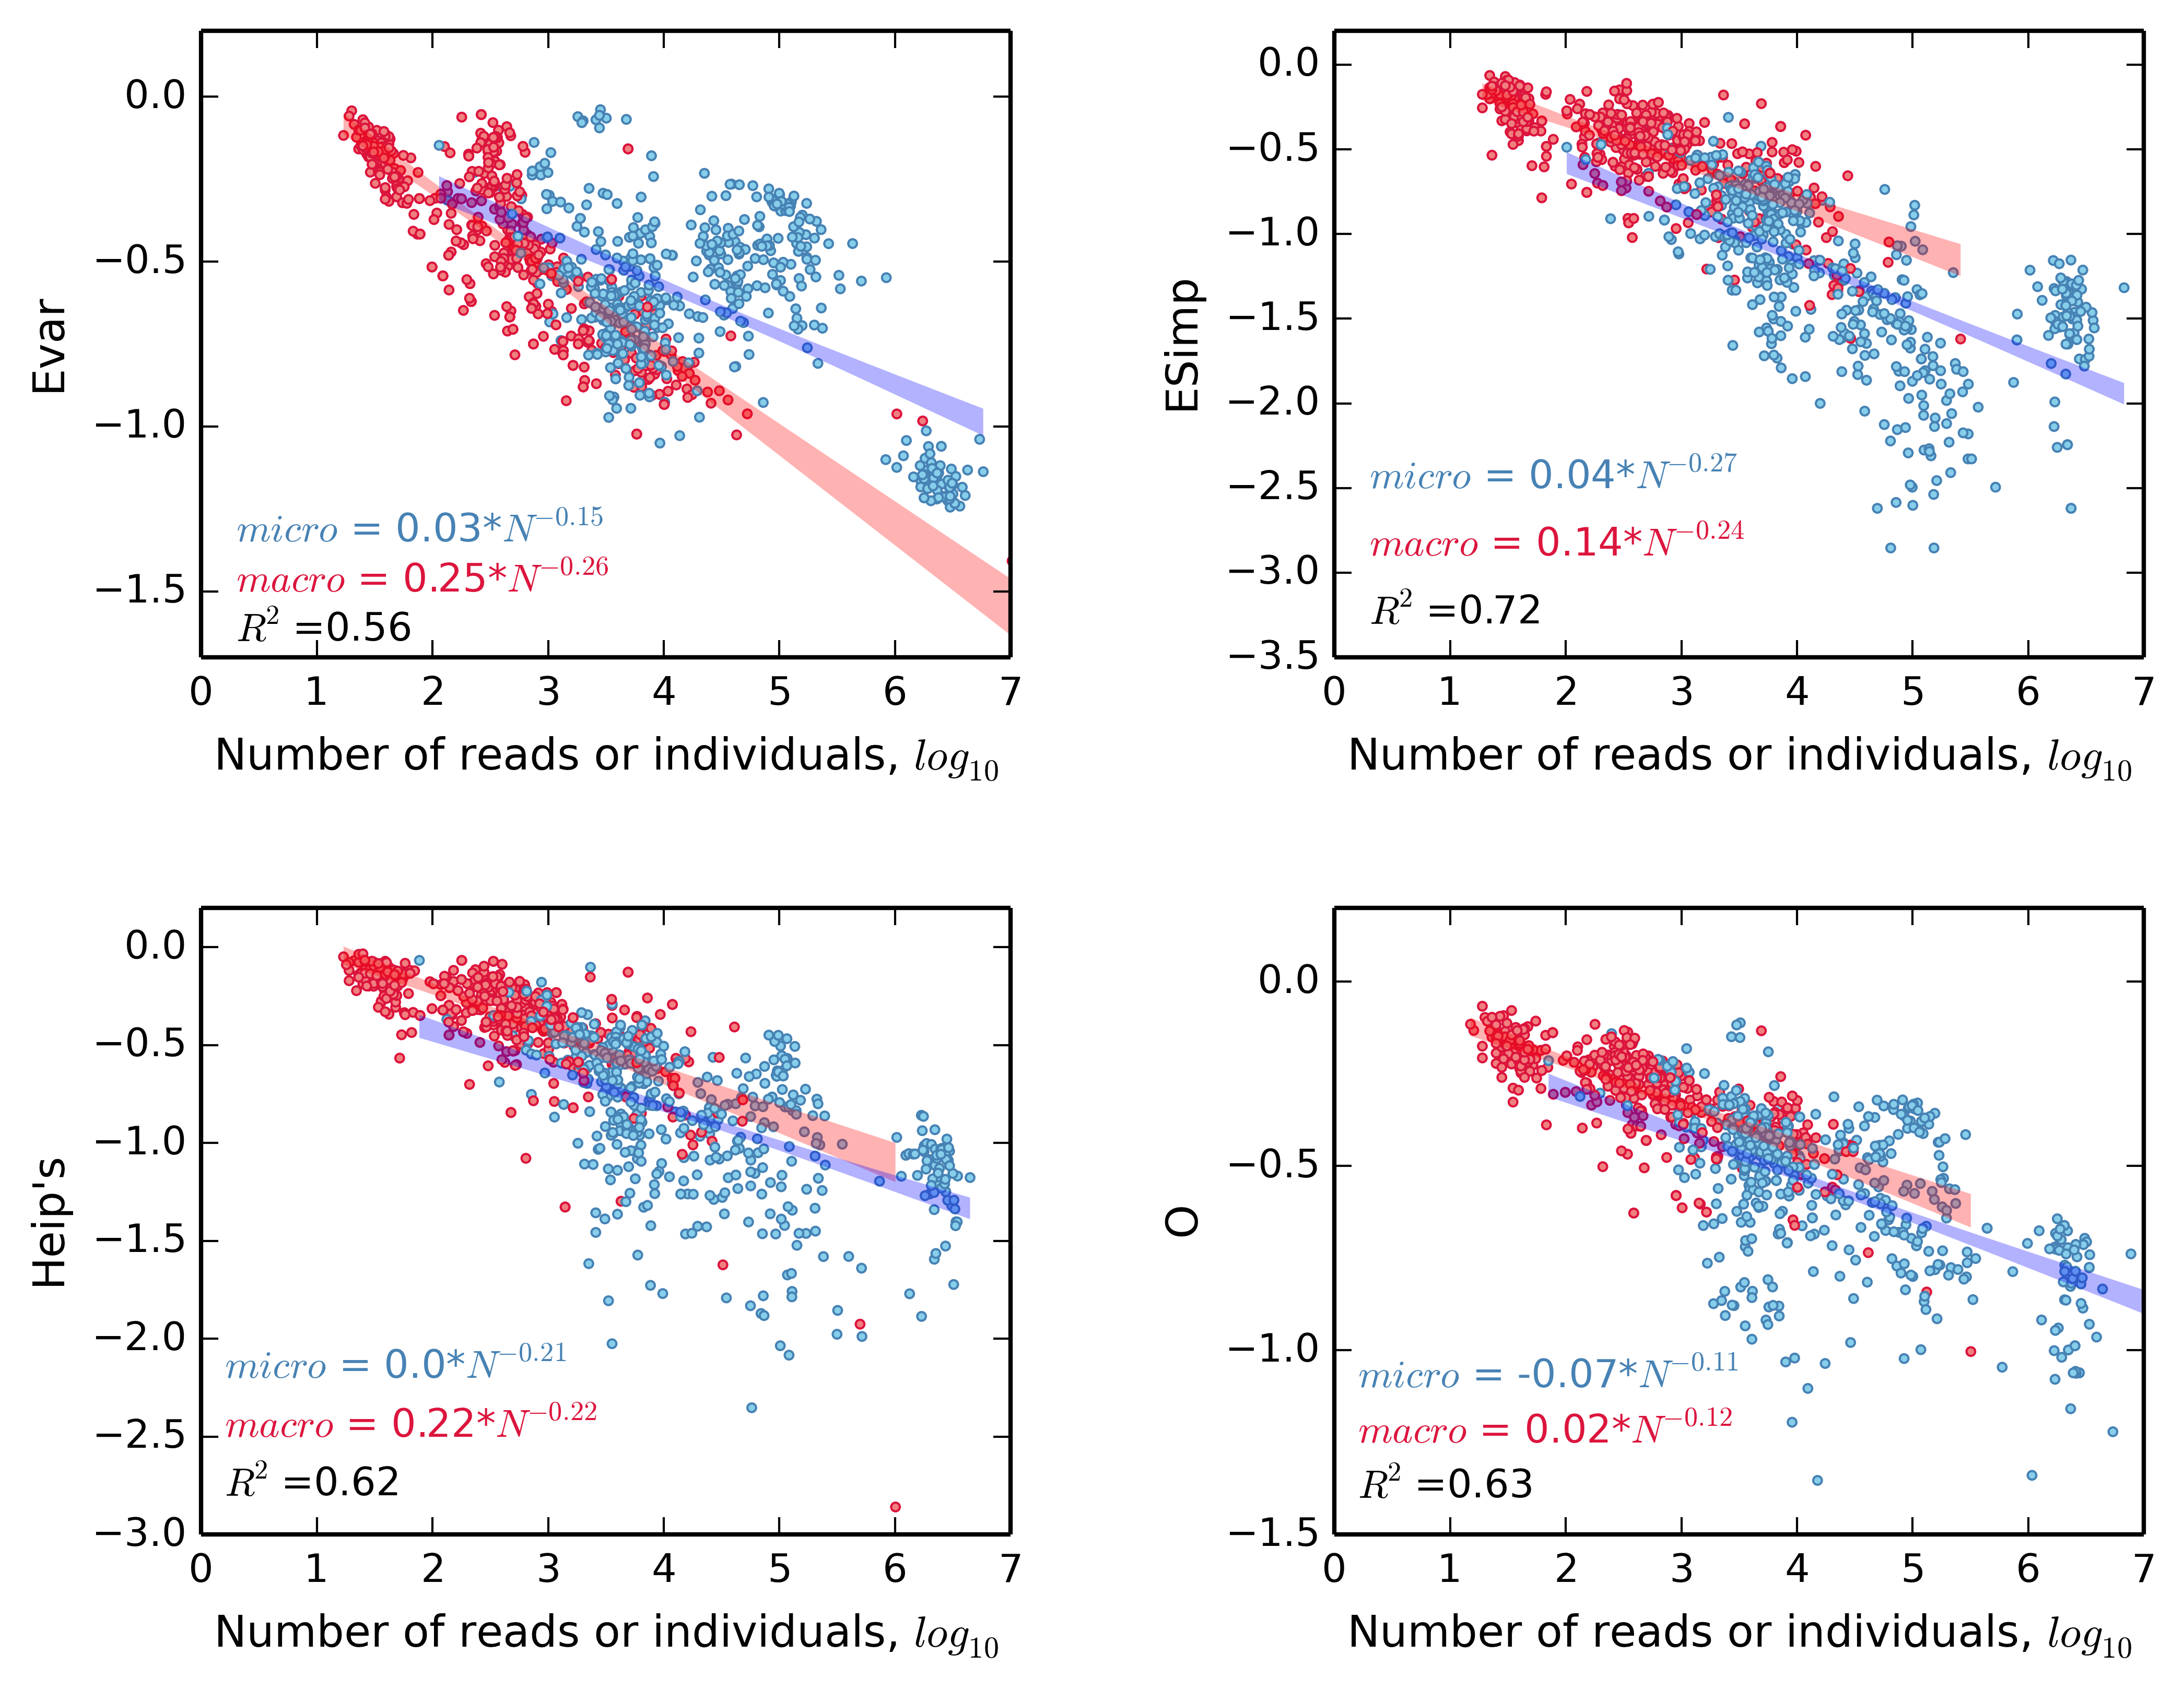 0.0
−0.5
−1.0
−1.5
Evar
micro = 0.03*N^−0.15
macro = 0.25*N^−0.26
R^2 =0.56
0 1 2 3 4 5 6 7
Number of reads or individuals, log_10
0.0
−0.5
−1.0
−1.5
−2.0
−2.5
−3.0
−3.5
ESimp
micro = 0.04*N^−0.27
macro = 0.14*N^−0.24
R^2 =0.72
0 1 2 3 4 5 6 7
Number of reads or individuals, log_10
0.0
−0.5
−1.0
−1.5
−2.0
−2.5
−3.0
Heip's
micro = 0.0*N^−0.21
macro = 0.22*N^−0.22
R^2 =0.62
0 1 2 3 4 5 6 7
Number of reads or individuals, log_10
0.0
−0.5
−1.0
−1.5
O
micro = -0.07*N^−0.11
macro = 0.02*N^−0.12
R^2 =0.63
0 1 2 3 4 5 6 7
Number of reads or individuals, log_10